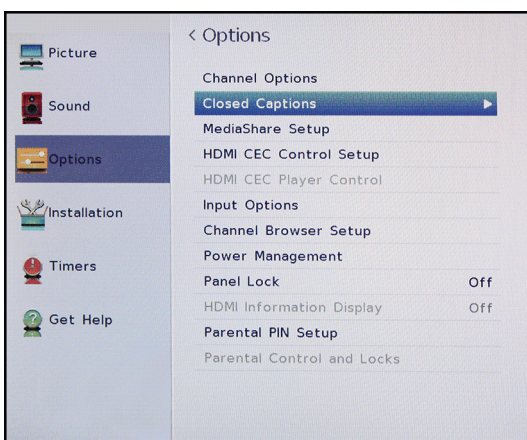 Picture
Sound
Options
Installation
Timers
Get Help
< Options
Channel Options
Closed Captions
MediaShare Setup
HDMI CEC Control Setup
HDMI CEC Player Control
Input Options
Channel Browser Setup
Power Management
Panel Lock Off
HDMI Information Display Off
Parental PIN Setup
Parental Control and Locks